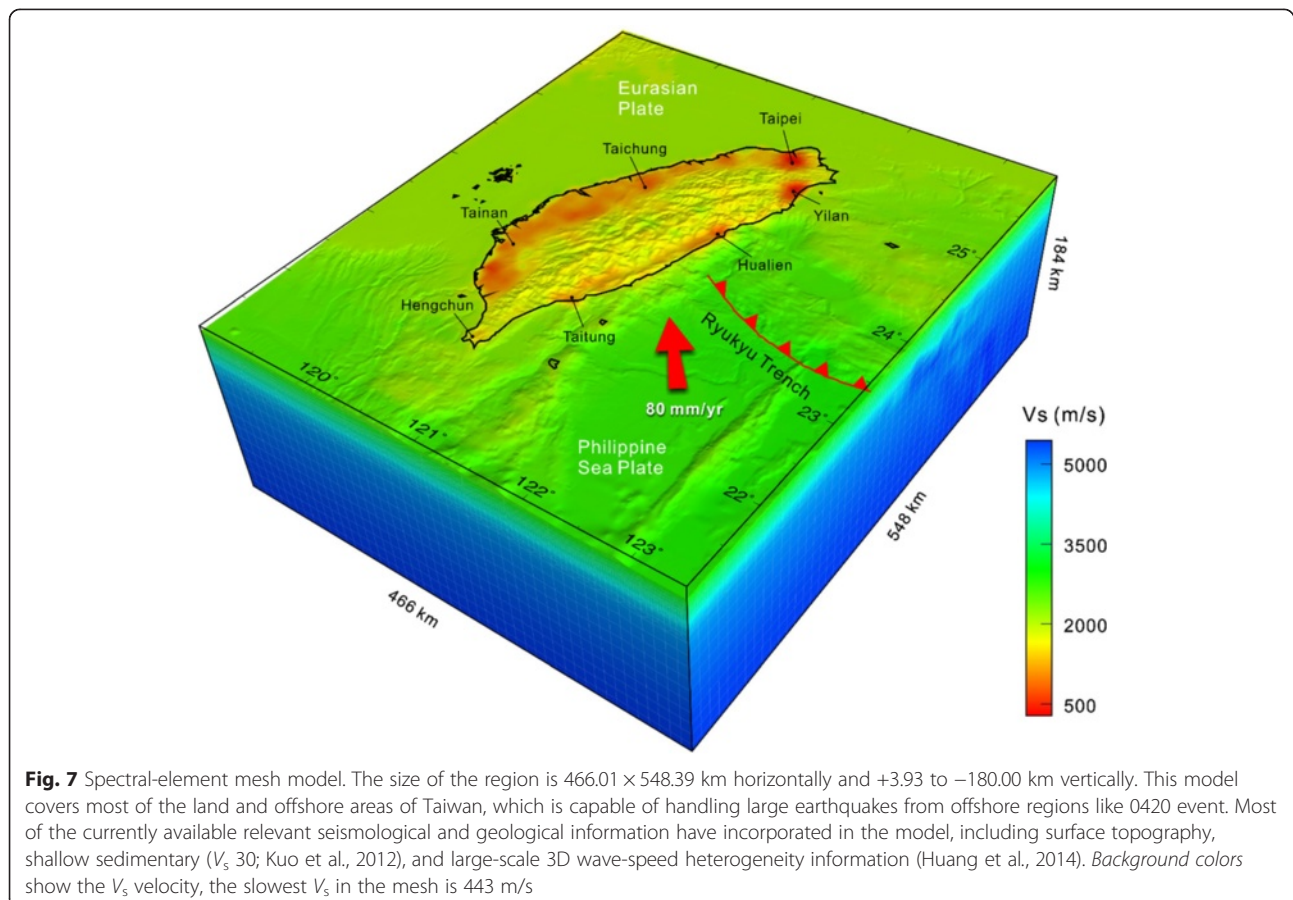 Eurasian
Plate
Taipei
Taichung
Tainan
Yilan
Hualien
Hengchun
Taitung
Ryukyu Trench
80 mm/yr
Philippine
Sea Plate
120°
121°
122°
123°
25°
24°
23°
22°
184 km
548 km
466 km
Vs (m/s)
5000
3500
2000
500
Fig. 7 Spectral-element mesh model. The size of the region is 466.01 × 548.39 km horizontally and +3.93 to −180.00 km vertically. This model
covers most of the land and offshore areas of Taiwan, which is capable of handling large earthquakes from offshore regions like 0420 event. Most
of the currently available relevant seismological and geological information have incorporated in the model, including surface topography,
shallow sedimentary (Vs 30; Kuo et al., 2012), and large-scale 3D wave-speed heterogeneity information (Huang et al., 2014). Background colors
show the Vs velocity, the slowest Vs in the mesh is 443 m/s